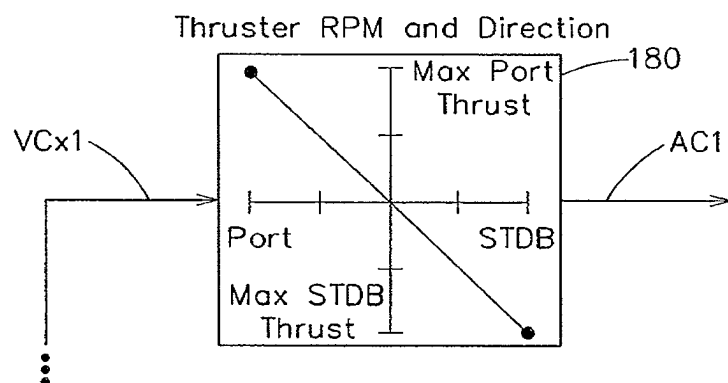 Thruster RPM and Direction
Max Port
Thrust
180
VCx1
AC1
Port
STDB
Max STDB
Thrust